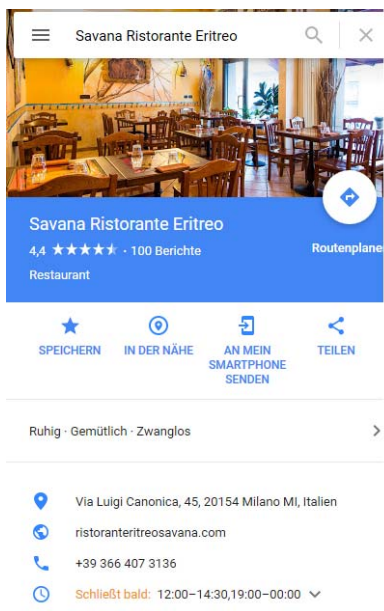 Savana Ristorante Eritreo
Savana Ristorante Eritreo
4,4 ★★★★★ - 100 Berichte
Routenplane
Restaurant
SPEICHERN
IN DER NÄHE
AN MEIN
SMARTPHONE
SENDEN
TEILEN
Ruhig · Gemütlich · Zwanglos
Via Luigi Canonica, 45, 20154 Milano MI, Italien
ristoranteritreosavana.com
+39 366 407 3136
Schließt bald: 12:00–14:30,19:00–00:00